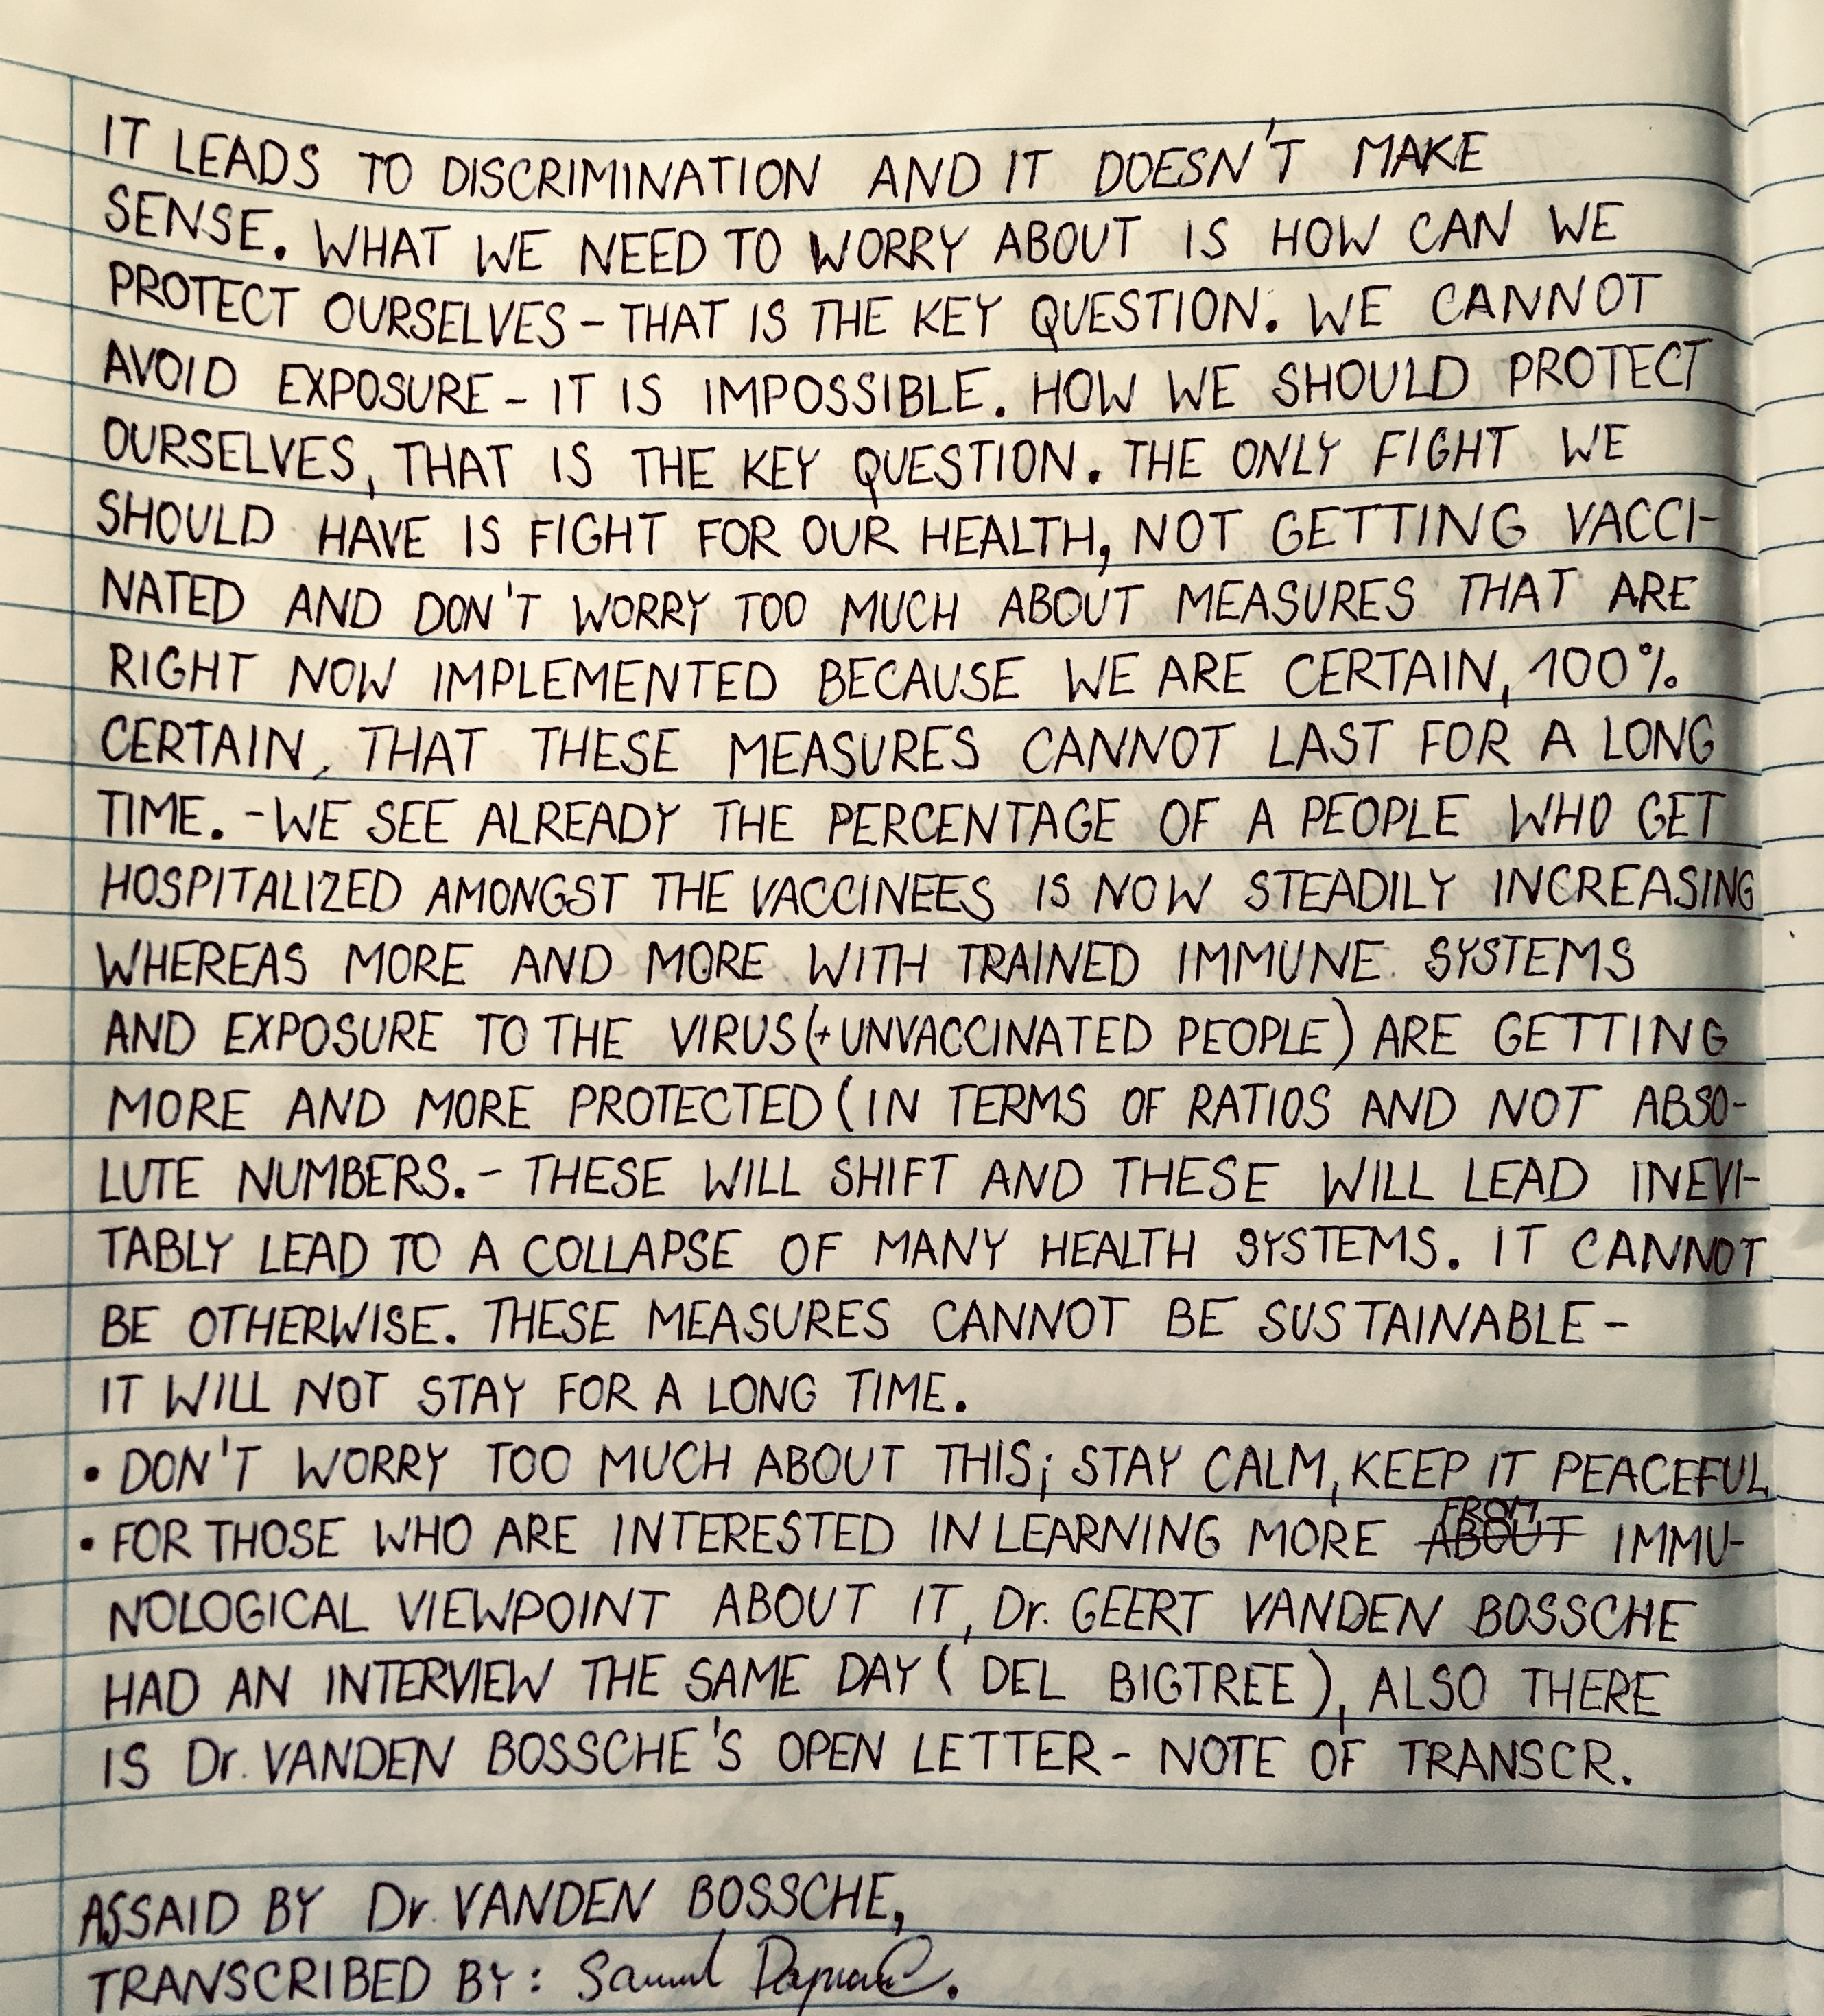 IT LEADS TO DISCRIMINATION AND IT DOESN'T MAKE
SENSE. WHAT WE NEED TO WORRY ABOUT IS HOW CAN WE
PROTECT OURSELVES - THAT IS THE KEY QUESTION. WE CANNOT
AVOID EXPOSURE - IT IS IMPOSSIBLE. HOW WE SHOULD PROTECT
OURSELVES, THAT IS THE KEY QUESTION. THE ONLY FIGHT WE
SHOULD HAVE IS FIGHT FOR OUR HEALTH, NOT GETTING VACCI-
NATED AND DON'T WORRY TOO MUCH ABOUT MEASURES THAT ARE
RIGHT NOW IMPLEMENTED BECAUSE WE ARE CERTAIN, 100%
CERTAIN, THAT THESE MEASURES CANNOT LAST FOR A LONG
TIME. - WE SEE ALREADY THE PERCENTAGE OF A PEOPLE WHO GET
HOSPITALIZED AMONGST THE VACCINEES IS NOW STEADILY INCREASING
WHEREAS MORE AND MORE WITH TRAINED IMMUNE SYSTEMS
AND EXPOSURE TO THE VIRUS (+ UNVACCINATED PEOPLE) ARE GETTING
MORE AND MORE PROTECTED (IN TERMS OF RATIOS AND NOT ABSO-
LUTE NUMBERS. - THESE WILL SHIFT AND THESE WILL LEAD INEVI-
TABLY LEAD TO A COLLAPSE OF MANY HEALTH SYSTEMS. IT CANNOT
BE OTHERWISE. THESE MEASURES CANNOT BE SUSTAINABLE -
IT WILL NOT STAY FOR A LONG TIME.
• DON'T WORRY TOO MUCH ABOUT THIS; STAY CALM, KEEP IT PEACEFUL
• FOR THOSE WHO ARE INTERESTED IN LEARNING MORE ABOUT FROM IMMU-
NOLOGICAL VIEWPOINT ABOUT IT, Dr. GEERT VANDEN BOSSCHE
HAD AN INTERVIEW THE SAME DAY (DEL BIGTREE), ALSO THERE
IS Dr. VANDEN BOSSCHE'S OPEN LETTER - NOTE OF TRANSCR.
AS SAID BY Dr. VANDEN BOSSCHE,
TRANSCRIBED BY: